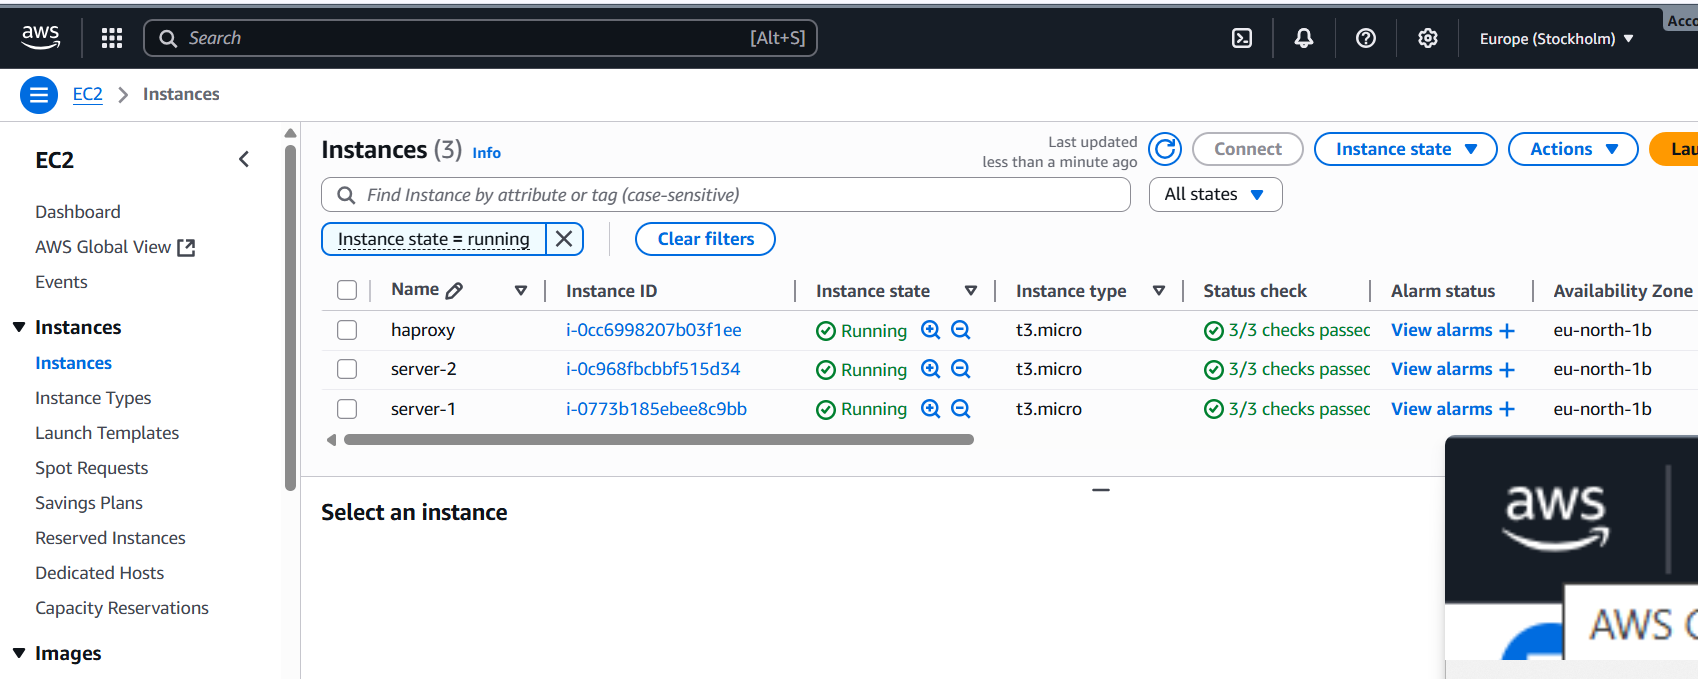 aws
Search [Alt+S]
Europe (Stockholm)
EC2 Instances
EC2
Dashboard
AWS Global View
Events
Instances
Instances
Instance Types
Launch Templates
Spot Requests
Savings Plans
Reserved Instances
Dedicated Hosts
Capacity Reservations
Images
Instances (3) Info
Last updated
less than a minute ago
Connect
Instance state
Actions
Find Instance by attribute or tag (case-sensitive)
All states
Instance state = running
Clear filters
Name Instance ID Instance state Instance type Status check Alarm status Availability Zone
haproxy i-0cc6998207b03f1ee Running t3.micro 3/3 checks passed View alarms + eu-north-1b
server-2 i-0c968fbcbbf515d34 Running t3.micro 3/3 checks passed View alarms + eu-north-1b
server-1 i-0773b185ebee8c9bb Running t3.micro 3/3 checks passed View alarms + eu-north-1b
Select an instance
aws
AWS